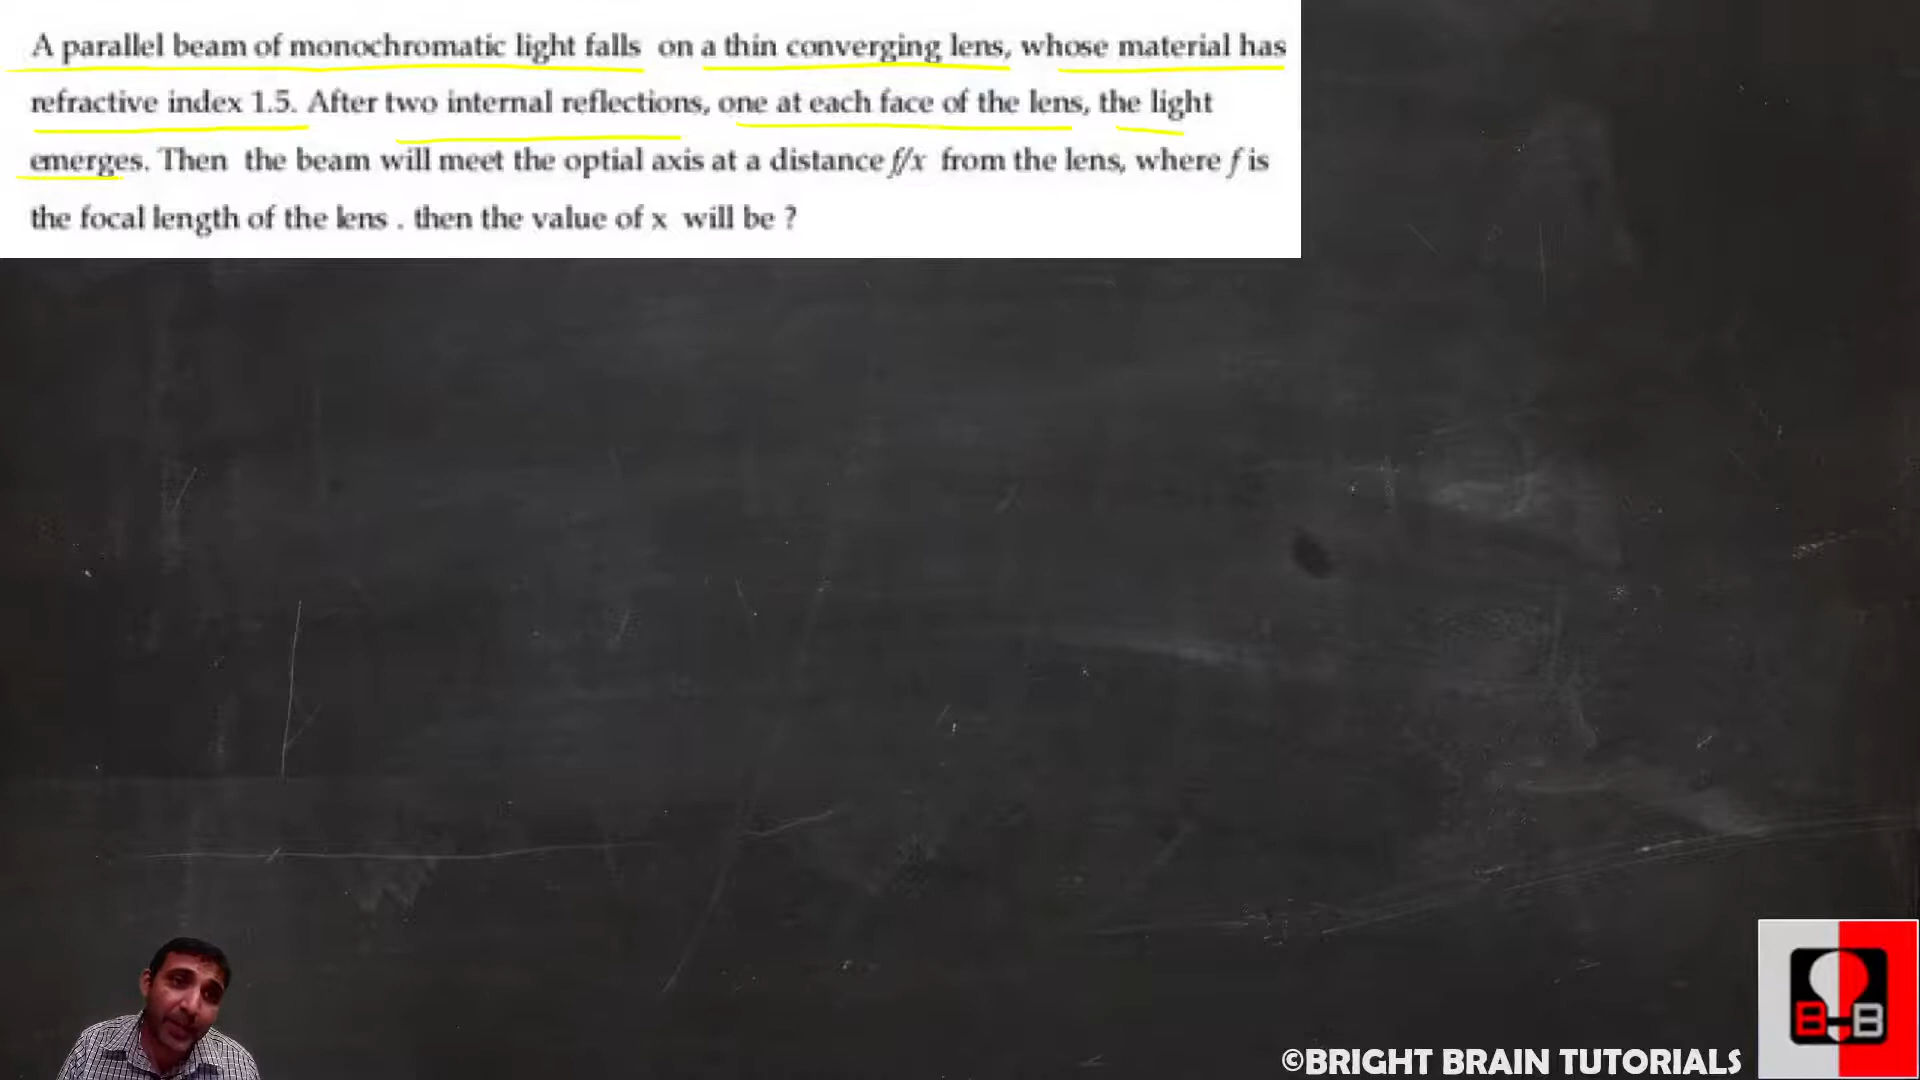 A parallel beam of monochromatic light falls on a thin converging lens, whose material has
refractive index 1.5. After two internal reflections, one at each face of the lens, the light
emerges. Then the beam will meet the optial axis at a distance f/x from the lens, where f is
the focal length of the lens . then the value of x will be ?
B B
©BRIGHT BRAIN TUTORIALS